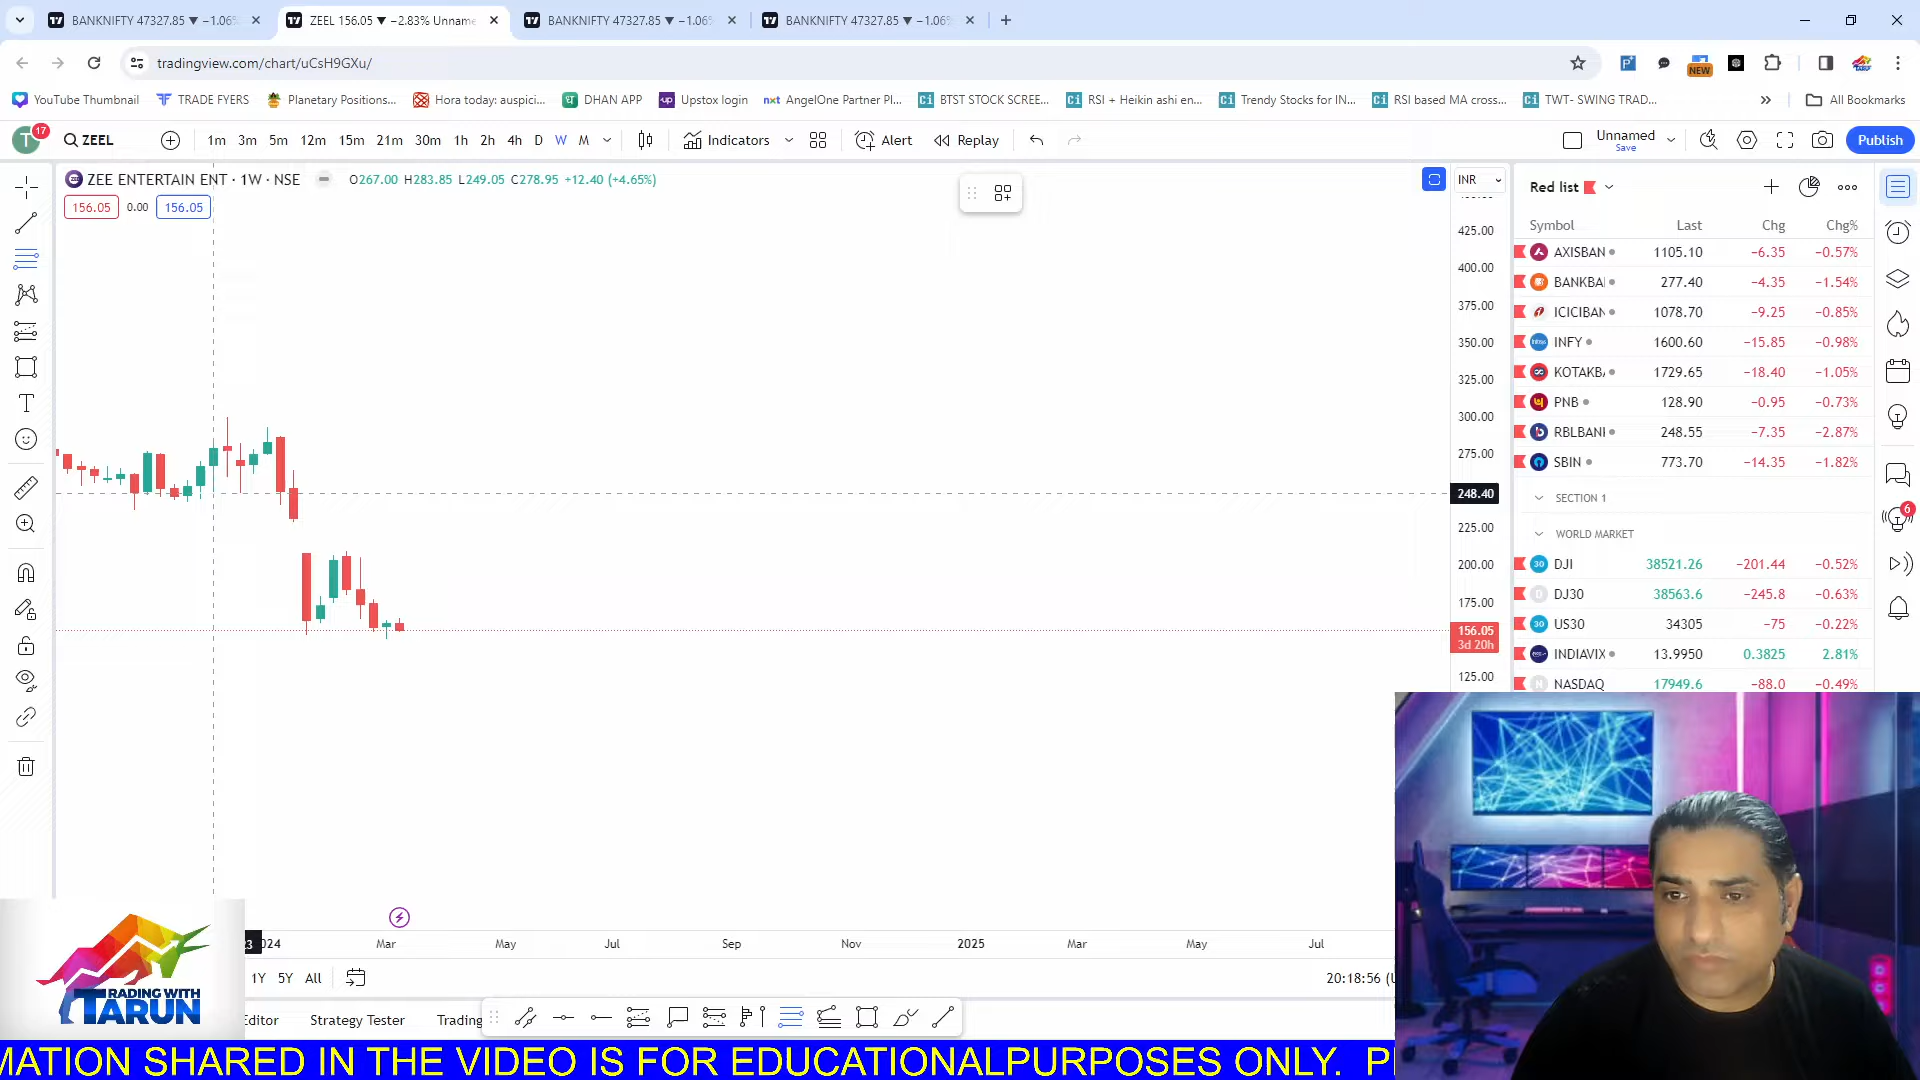 BANKNIFTY 47327.85 ▼ −1.06%
ZEEL 156.05 ▼ −2.83% Unname
BANKNIFTY 47327.85 ▼ −1.06%
BANKNIFTY 47327.85 ▼ −1.06%
tradingview.com/chart/uCsH9GXu/
NEW
YouTube Thumbnail
TRADE FYERS
Planetary Positions...
Hora today: auspici...
DHAN APP
Upstox login
AngelOne Partner Pl...
BTST STOCK SCREE...
RSI + Heikin ashi en...
Trendy Stocks for IN...
RSI based MA cross...
TWT- SWING TRAD...
All Bookmarks
T 17
ZEEL
1m 3m 5m 12m 15m 21m 30m 1h 2h 4h D W M
Indicators
Alert
Replay
Unnamed
Save
Publish
ZEE ENTERTAIN ENT · 1W · NSE
O267.00 H283.85 L249.05 C278.95 +12.40 (+4.65%)
156.05 0.00 156.05
INR
425.00
400.00
375.00
350.00
325.00
300.00
275.00
248.40
225.00
200.00
175.00
156.05
3d 20h
125.00
Red list
Symbol Last Chg Chg%
AXISBAN 1105.10 −6.35 −0.57%
BANKBAI 277.40 −4.35 −1.54%
ICICIBAN 1078.70 −9.25 −0.85%
INFY 1600.60 −15.85 −0.98%
KOTAKBA 1729.65 −18.40 −1.05%
PNB 128.90 −0.95 −0.73%
RBLBANI 248.55 −7.35 −2.87%
SBIN 773.70 −14.35 −1.82%
SECTION 1
WORLD MARKET
DJI 38521.26 −201.44 −0.52%
DJ30 38563.6 −245.8 −0.63%
US30 34305 −75 −0.22%
INDIAVIX 13.9950 0.3825 2.81%
NASDAQ 17949.6 −88.0 −0.49%
6
3 2024 Mar May Jul Sep Nov 2025 Mar May Jul
1Y 5Y All
20:18:56 (U
Editor
Strategy Tester
Trading
TRADING WITH
TARUN
MATION SHARED IN THE VIDEO IS FOR EDUCATIONALPURPOSES ONLY.